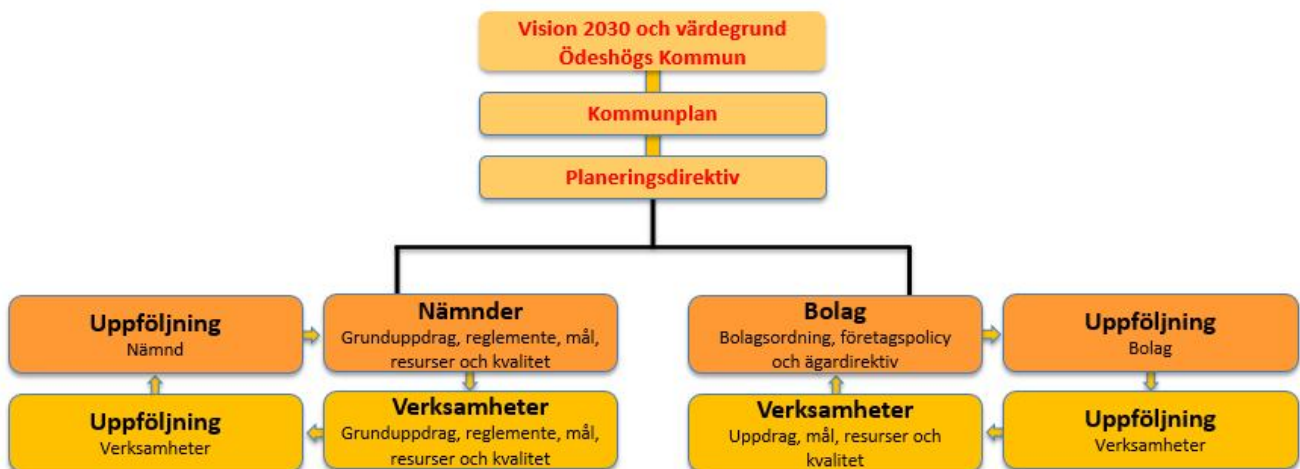 Vision 2030 och värdegrund
Ödeshögs Kommun
Kommunplan
Planeringsdirektiv
Uppföljning
Nämnd
Nämnder
Grunduppdrag, reglemente, mål,
resurser och kvalitet
Bolag
Bolagsordning, företagspolicy
och ägardirektiv
Uppföljning
Bolag
Uppföljning
Verksamheter
Verksamheter
Grunduppdrag, reglemente, mål,
resurser och kvalitet
Verksamheter
Uppdrag, mål, resurser och
kvalitet
Uppföljning
Verksamheter